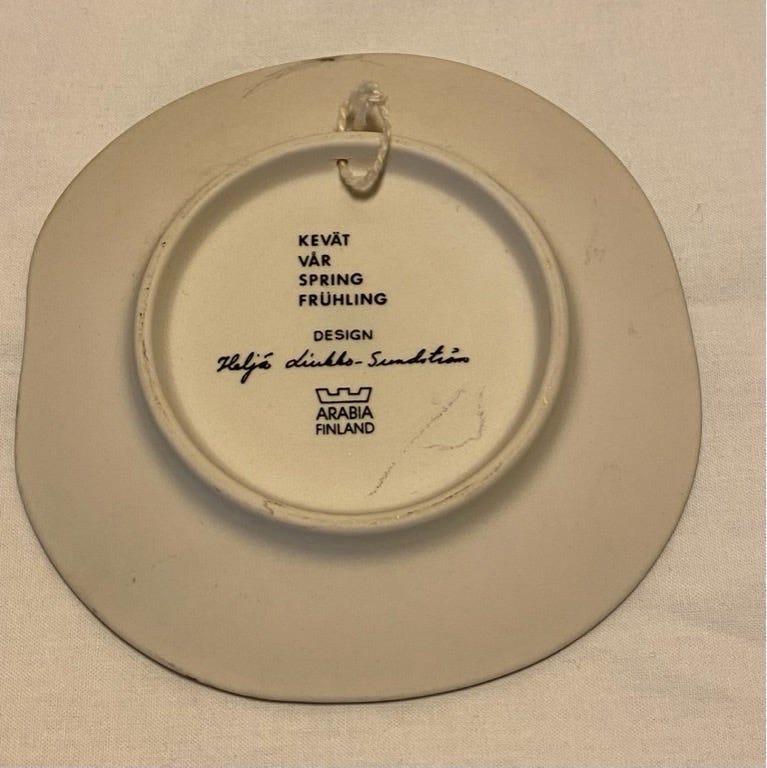 KEVÄT
VÅR
SPRING
FRÜHLING
DESIGN
Heljä Liukko-Sundström
ARABIA
FINLAND